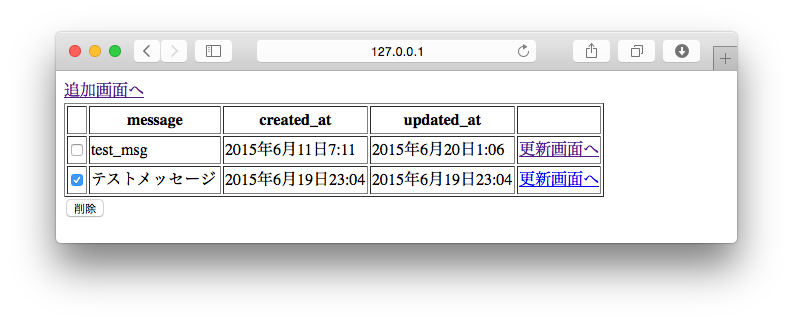 127.0.0.1
追加画面へ
message created_at updated_at
test_msg 2015年6月11日7:11 2015年6月20日1:06 更新画面へ
テストメッセージ 2015年6月19日23:04 2015年6月19日23:04 更新画面へ
削除